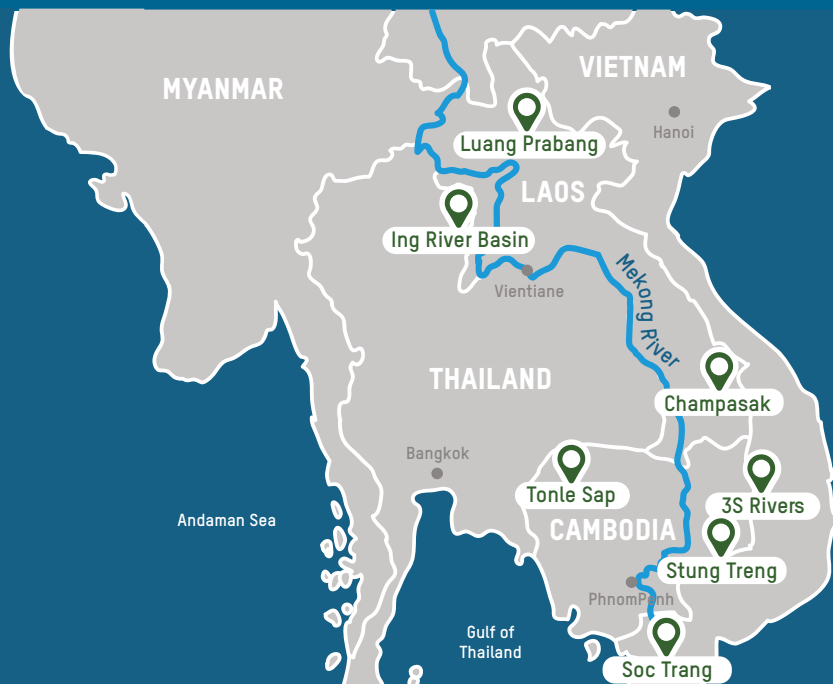 MYANMAR
VIETNAM
Hanoi
Luang Prabang
LAOS
Ing River Basin
Vientiane
Mekong River
THAILAND
Champasak
Bangkok
Tonle Sap
3S Rivers
Andaman Sea
CAMBODIA
Stung Treng
PhnomPenh
Gulf of
Thailand
Soc Trang